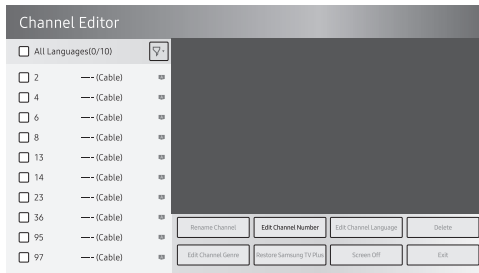 Channel Editor
All Languages(0/10)
2 —-- (Cable)
4 —-- (Cable)
6 —-- (Cable)
8 —-- (Cable)
13 —-- (Cable)
14 —-- (Cable)
23 —-- (Cable)
36 —-- (Cable)
95 —-- (Cable)
97 —-- (Cable)
Rename Channel Edit Channel Number Edit Channel Language Delete
Edit Channel Genre Restore Samsung TV Plus Screen Off Exit